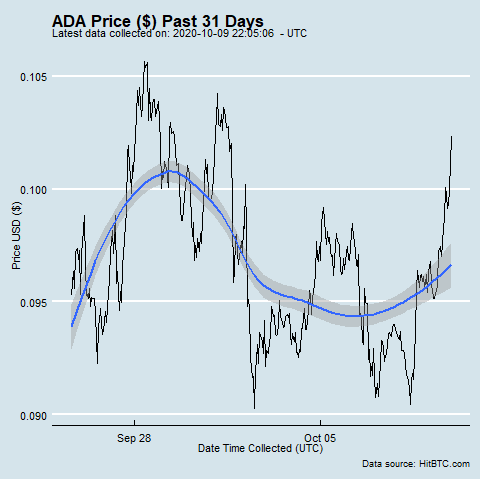 ADA Price ($) Past 31 Days
Latest data collected on: 2020-10-09 22:05:06  - UTC
0.105
0.100
0.095
0.090
Price USD ($)
Sep 28
Oct 05
Date Time Collected (UTC)
Data source: HitBTC.com